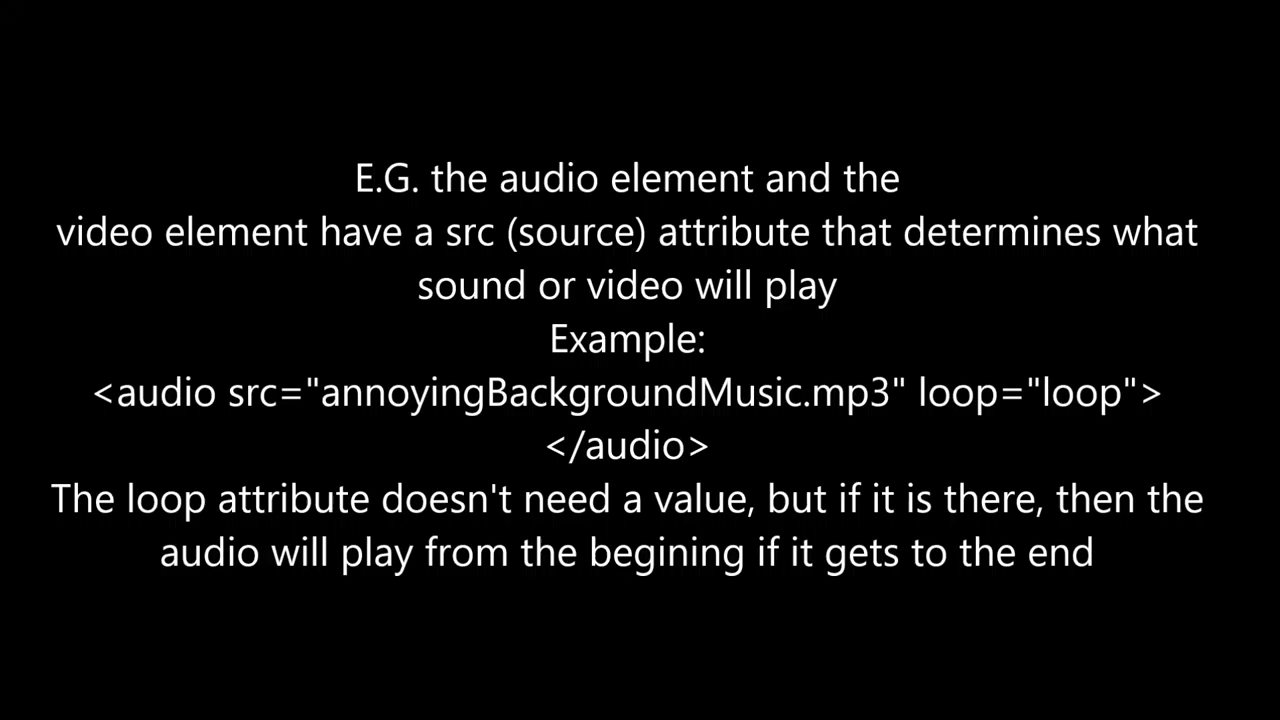 E.G. the audio element and the
video element have a src (source) attribute that determines what
sound or video will play
Example:
<audio src="annoyingBackgroundMusic.mp3" loop="loop">
</audio>
The loop attribute doesn't need a value, but if it is there, then the
audio will play from the begining if it gets to the end